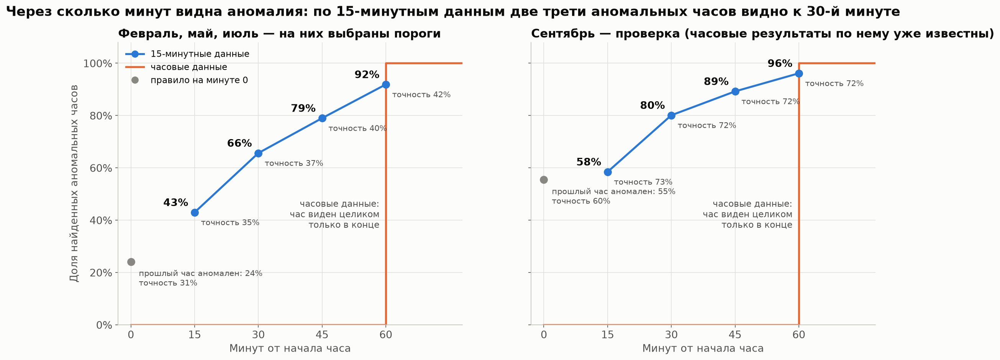 Через сколько минут видна аномалия: по 15-минутным данным две трети аномальных часов видно к 30-й минуте
Февраль, май, июль — на них выбраны пороги
15-минутные данные
часовые данные
правило на минуте 0
Доля найденных аномальных часов
100%
80%
60%
40%
20%
0%
92%
точность 42%
79%
точность 40%
66%
точность 37%
43%
точность 35%
часовые данные:
час виден целиком
только в конце
прошлый час аномален: 24%
точность 31%
0
15
30
45
60
Минут от начала часа
Сентябрь — проверка (часовые результаты по нему уже известны)
96%
точность 72%
89%
точность 72%
80%
точность 72%
58%
точность 73%
прошлый час аномален: 55%
точность 60%
часовые данные:
час виден целиком
только в конце
0
15
30
45
60
Минут от начала часа